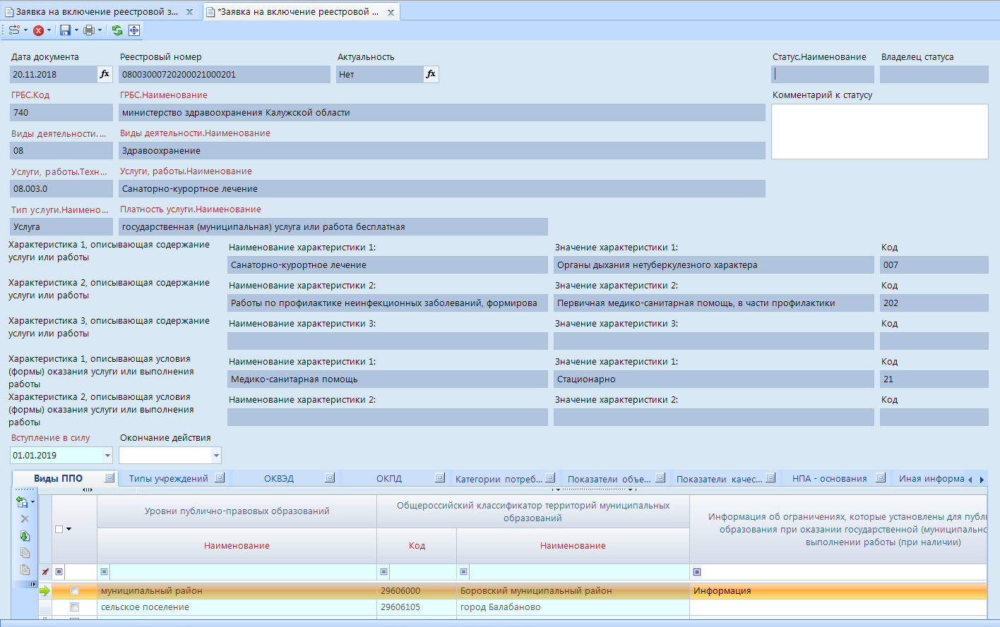 Заявка на включение реестровой з...
*Заявка на включение реестровой ...
Дата документа
Реестровый номер
Актуальность
Статус.Наименование
Владелец статуса
20.11.2018
fx
08003000720200021000201
Нет
fx
ГРБС.Код
ГРБС.Наименование
Комментарий к статусу
740
министерство здравоохранения Калужской области
Виды деятельности. ...
Виды деятельности.Наименование
08
Здравоохранение
Услуги, работы.Техн...
Услуги, работы.Наименование
08.003.0
Санаторно-курортное лечение
Тип услуги.Наимено...
Платность услуги.Наименование
Услуга
государственная (муниципальная) услуга или работа бесплатная
Характеристика 1, описывающая содержание
услуги или работы
Наименование характеристики 1:
Значение характеристики 1:
Код
Санаторно-курортное лечение
Органы дыхания нетуберкулезного характера
007
Характеристика 2, описывающая содержание
услуги или работы
Наименование характеристики 2:
Значение характеристики 2:
Код
Работы по профилактике неинфекционных заболеваний, формирова
Первичная медико-санитарная помощь, в части профилактики
202
Характеристика 3, описывающая содержание
услуги или работы
Наименование характеристики 3:
Значение характеристики 3:
Код
Характеристика 1, описывающая условия
(формы) оказания услуги или выполнения
работы
Наименование характеристики 1:
Значение характеристики 1:
Код
Медико-санитарная помощь
Стационарно
21
Характеристика 2, описывающая условия
(формы) оказания услуги или выполнения
работы
Наименование характеристики 2:
Значение характеристики 2:
Код
Вступление в силу
Окончание действия
01.01.2019
Виды ППО
Типы учреждений
ОКВЭД
ОКПД
Категории потреб...
Показатели объе...
Показатели качес...
НПА - основания
Иная информа
Уровни публично-правовых образований
Общероссийский классификатор территорий муниципальных
образований
Информация об ограничениях, которые установлены для публ
образования при оказании государственной (муниципально
выполнении работы (при наличии)
Наименование
Код
Наименование
муниципальный район
29606000
Боровский муниципальный район
Информация
сельское поселение
29606105
город Балабаново